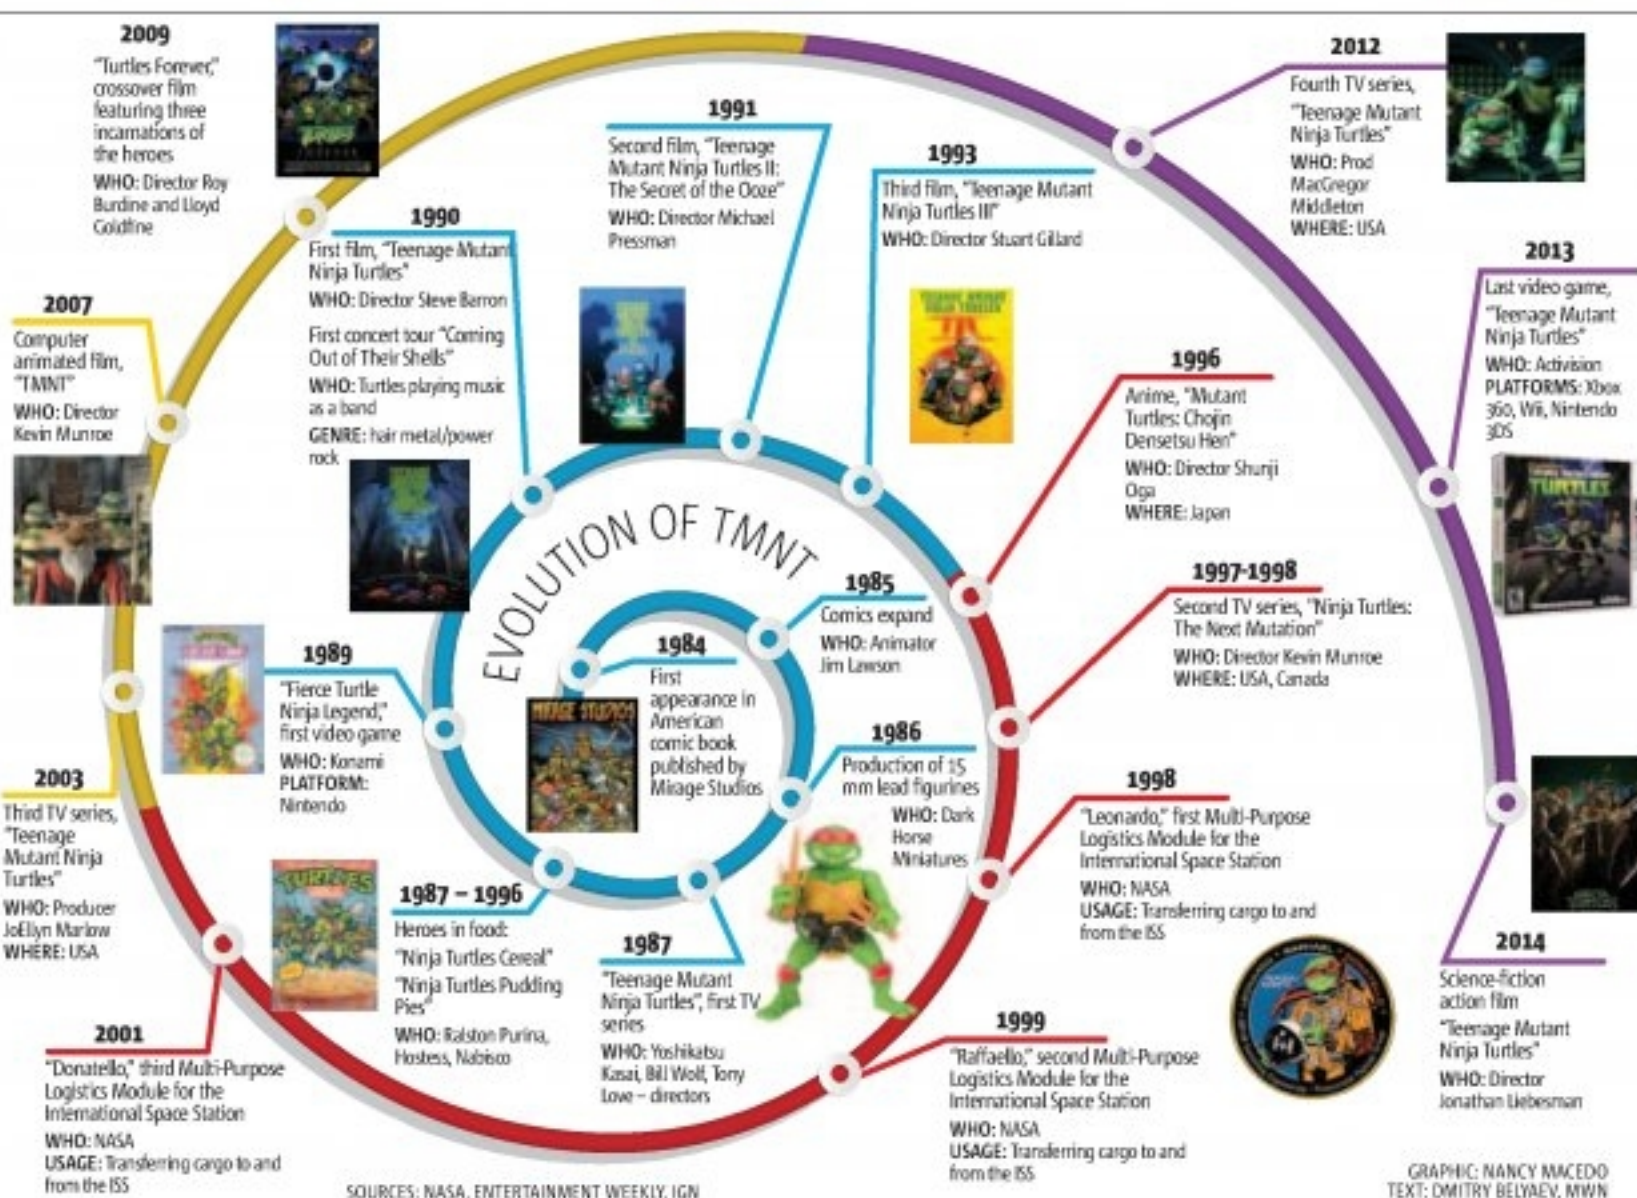 EVOLUTION OF TMNT
1984
First
appearance in
American
comic book
published by
Mirage Studios
MIRAGE STUDIOS
1985
Comics expand
WHO: Animator
Jim Lawson
1986
Production of 15
mm lead figurines
WHO: Dark
Horse
Miniatures
1987
"Teenage Mutant
Ninja Turtles", first TV
series
WHO: Yoshikatsu
Kasai, Bill Wolf, Tony
Love – directors
1987 – 1996
Heroes in food:
"Ninja Turtles Cereal"
"Ninja Turtles Pudding
Pies"
WHO: Ralston Purina,
Hostess, Nabisco
TURTLES
1989
"Fierce Turtle
Ninja Legend,"
first video game
WHO: Konami
PLATFORM:
Nintendo
1990
First film, "Teenage Mutant
Ninja Turtles"
WHO: Director Steve Barron
First concert tour "Coming
Out of Their Shells"
WHO: Turtles playing music
as a band
GENRE: hair metal/power
rock
1991
Second film, "Teenage
Mutant Ninja Turtles II:
The Secret of the Ooze"
WHO: Director Michael
Pressman
1993
Third film, "Teenage Mutant
Ninja Turtles III"
WHO: Director Stuart Gillard
1996
Anime, "Mutant
Turtles: Chojin
Densetsu Hen"
WHO: Director Shunji
Oga
WHERE: Japan
1997-1998
Second TV series, "Ninja Turtles:
The Next Mutation"
WHO: Director Kevin Munroe
WHERE: USA, Canada
1998
"Leonardo," first Multi-Purpose
Logistics Module for the
International Space Station
WHO: NASA
USAGE: Transferring cargo to and
from the ISS
1999
"Raffaello," second Multi-Purpose
Logistics Module for the
International Space Station
WHO: NASA
USAGE: Transferring cargo to and
from the ISS
2001
"Donatello," third Multi-Purpose
Logistics Module for the
International Space Station
WHO: NASA
USAGE: Transferring cargo to and
from the ISS
2003
Third TV series,
"Teenage
Mutant Ninja
Turtles"
WHO: Producer
JoEllyn Marlow
WHERE: USA
2007
Computer
animated film,
"TMNT"
WHO: Director
Kevin Munroe
2009
"Turtles Forever,"
crossover film
featuring three
incarnations of
the heroes
WHO: Director Roy
Burdine and Lloyd
Goldfine
2012
Fourth TV series,
"Teenage Mutant
Ninja Turtles"
WHO: Prod
MacGregor
Middleton
WHERE: USA
2013
Last video game,
"Teenage Mutant
Ninja Turtles"
WHO: Activision
PLATFORMS: Xbox
360, Wii, Nintendo
3DS
TURTLES
2014
Science-fiction
action film
"Teenage Mutant
Ninja Turtles"
WHO: Director
Jonathan Liebesman
SOURCES: NASA, ENTERTAINMENT WEEKLY, IGN
GRAPHIC: NANCY MACEDO
TEXT: DMITRY BELYAEV, MWN